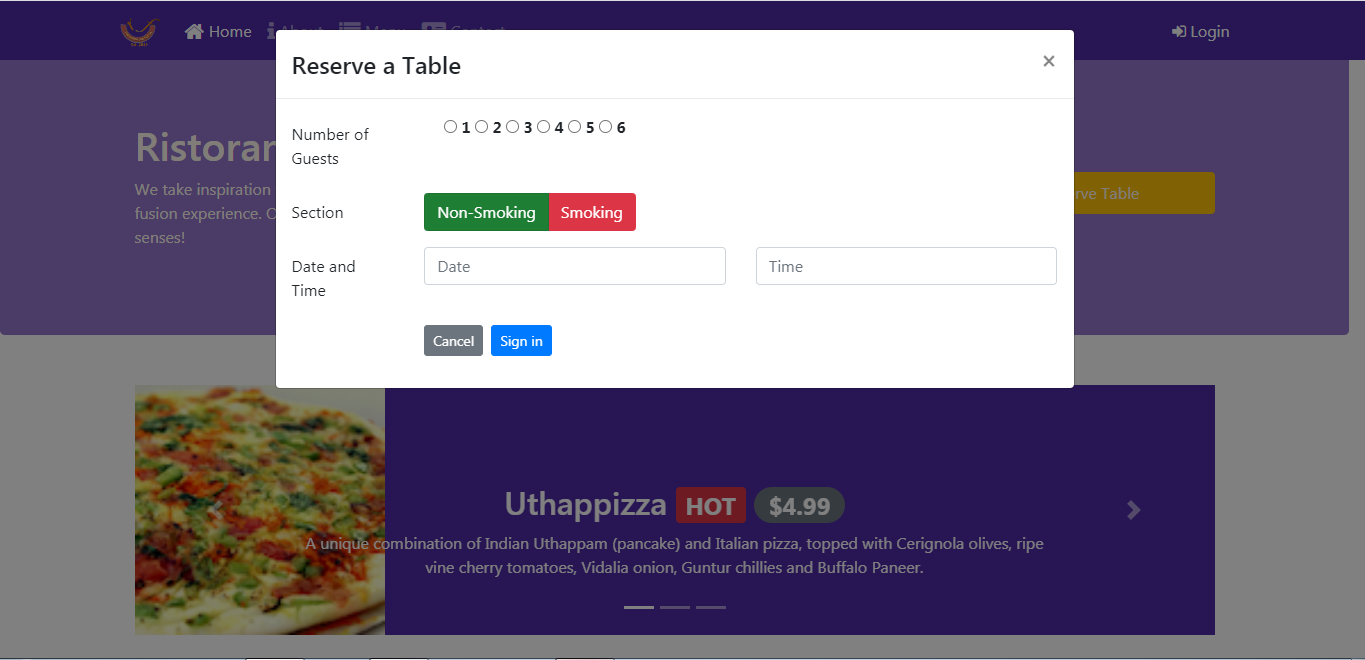 Home About Menu Contact Login
Reserve a Table ×
Number of Guests
1 2 3 4 5 6
Section
Non-Smoking Smoking
Date and Time
Date Time
Cancel Sign in
We take inspiration
fusion experience.
senses!
Table
Uthappizza HOT $4.99
A unique combination of Indian Uthappam (pancake) and Italian pizza, topped with Cerignola olives, ripe
vine cherry tomatoes, Vidalia onion, Guntur chillies and Buffalo Paneer.